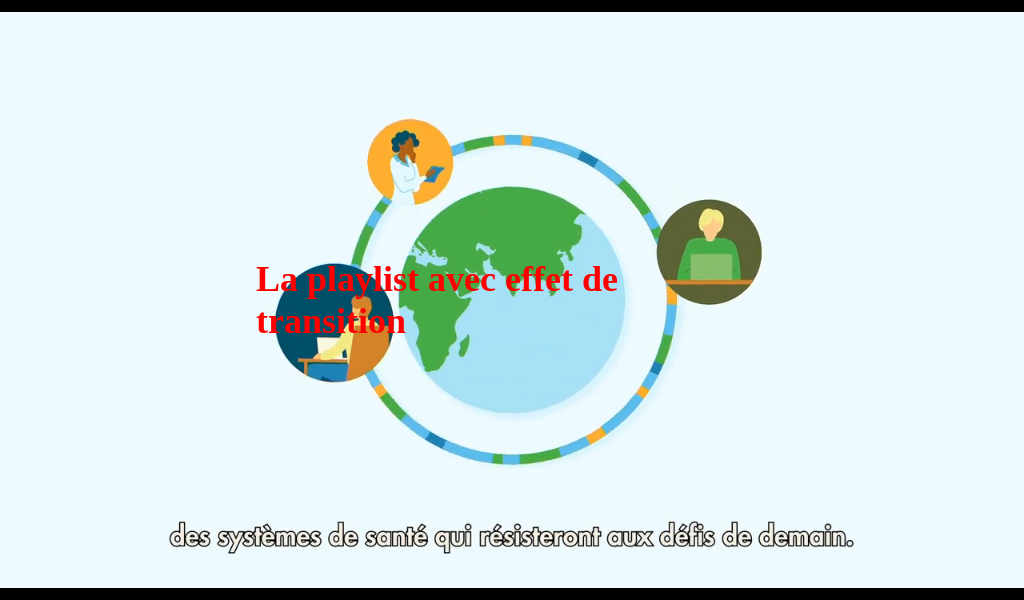 La playlist avec effet de
transition
des systèmes de santé qui résisteront aux défis de demain.